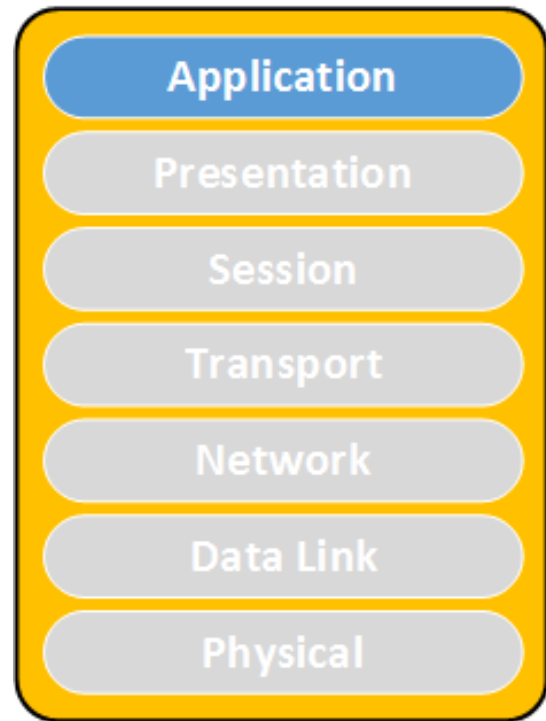 Application
Presentation
Session
Transport
Network
Data Link
Physical